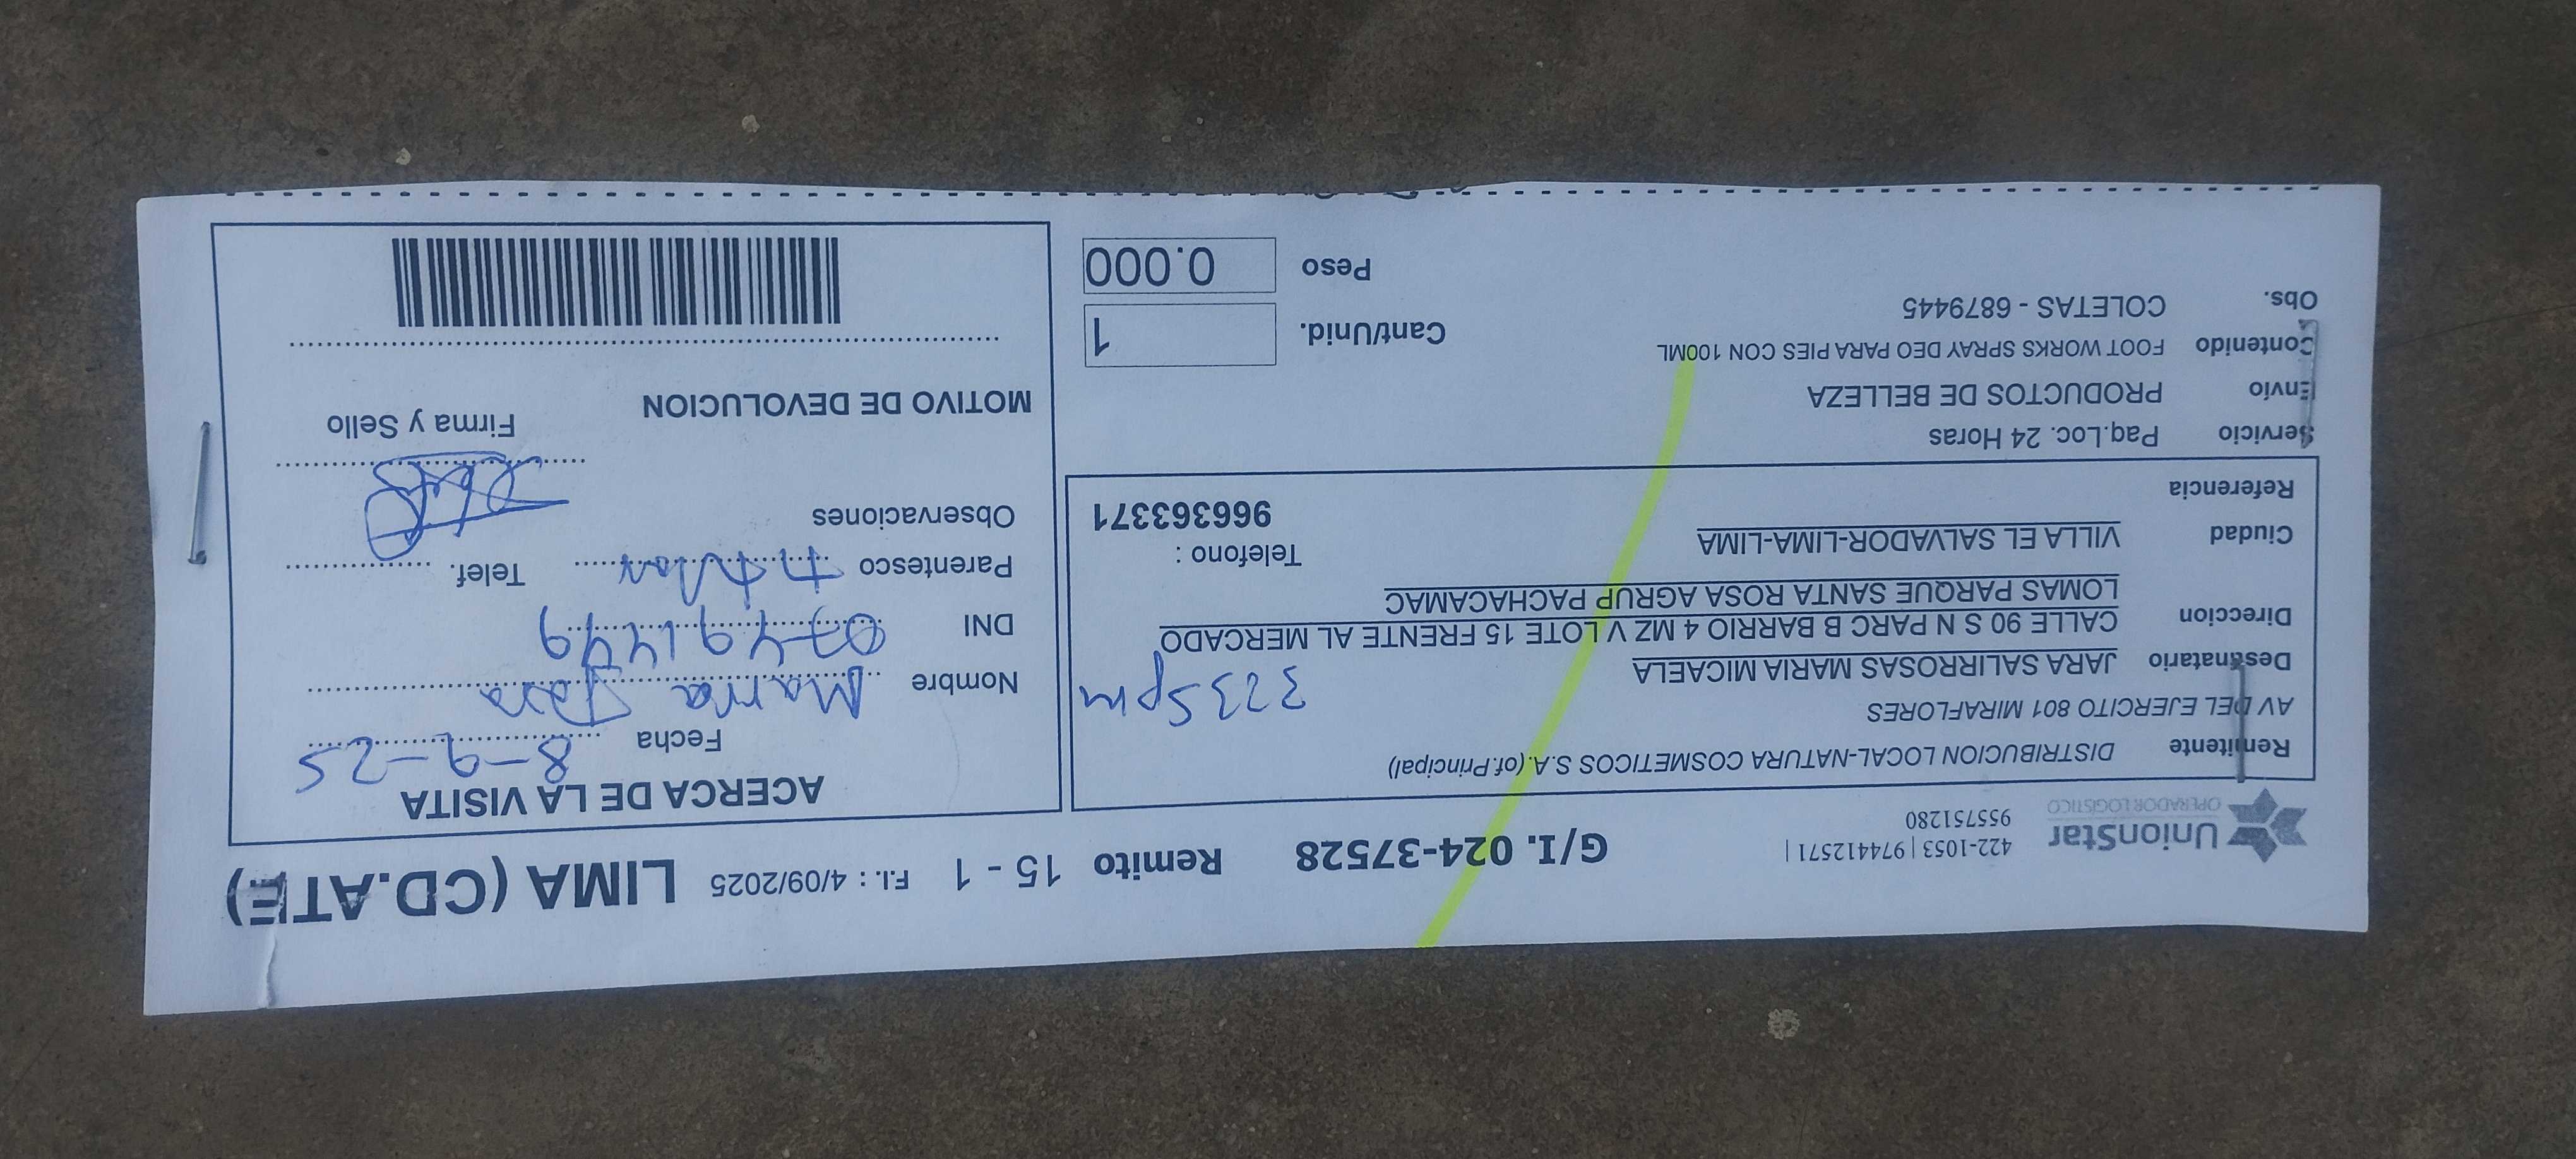 UnionStar
OPERADOR LOGISTICO
422-1053 | 974412571 |
955751280
G/I. 024-37528 Remito 15 - 1 F.I. : 4/09/2025 LIMA (CD.ATE)
Remitente DISTRIBUCION LOCAL-NATURA COSMETICOS S.A.(of.Principal)
AV DEL EJERCITO 801 MIRAFLORES
Destinatario JARA SALIRROSAS MARIA MICAELA
323 5pm
Direccion CALLE 90 S N PARC B BARRIO 4 MZ V LOTE 15 FRENTE AL MERCADO
LOMAS PARQUE SANTA ROSA AGRUP PACHACAMAC
Ciudad VILLA EL SALVADOR-LIMA-LIMA
Telefono :
966363371
Referencia
Servicio Paq.Loc. 24 Horas
Envio PRODUCTOS DE BELLEZA
Contenido FOOT WORKS SPRAY DEO PARA PIES CON 100ML
Obs. COLETAS - 6879445
Cant/Unid. 1
Peso 0.000
ACERCA DE LA VISITA
Fecha 8-9-25
Nombre Maria Jara
DNI
Parentesco
Telef.
Observaciones
Firma y Sello
MOTIVO DE DEVOLUCION